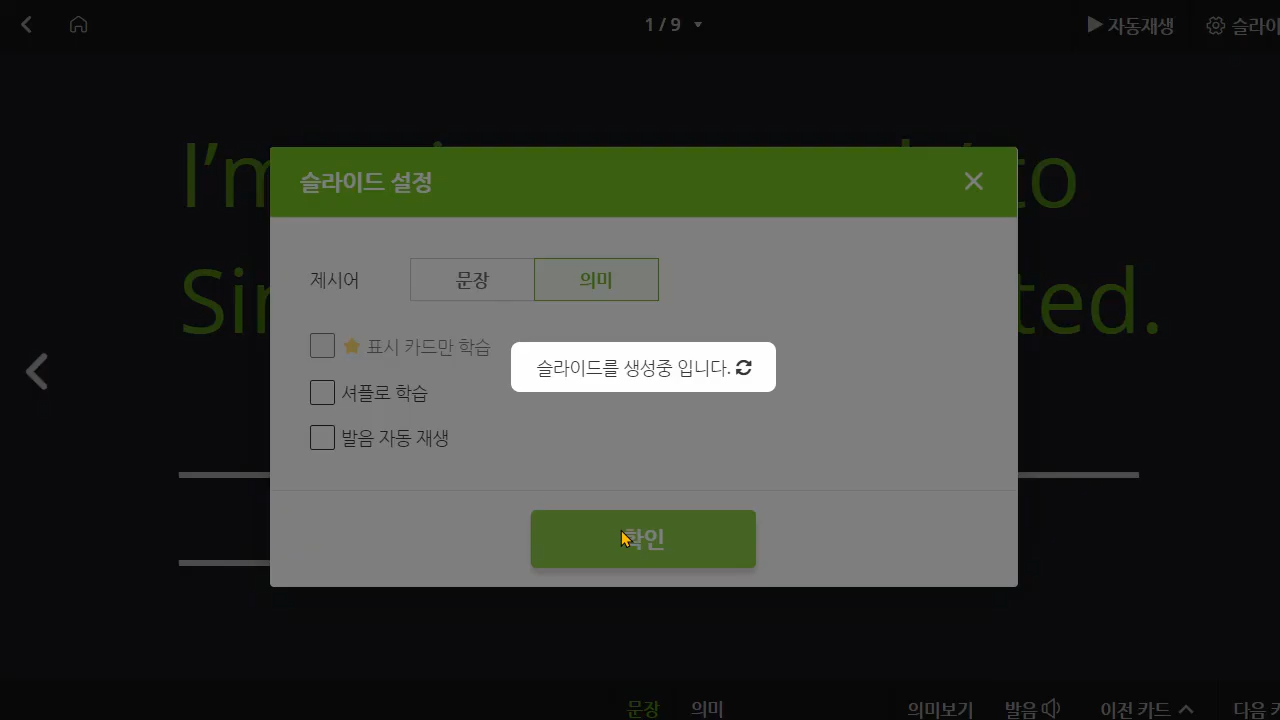 1 / 9
자동재생
슬라이
I'm
to
슬라이드 설정
제시어
문장
의미
ted.
표시 카드만 학습
슬라이드를 생성중 입니다.
셔플로 학습
발음 자동 재생
확인
문장
의미
의미보기
발음
이전 카드
다음